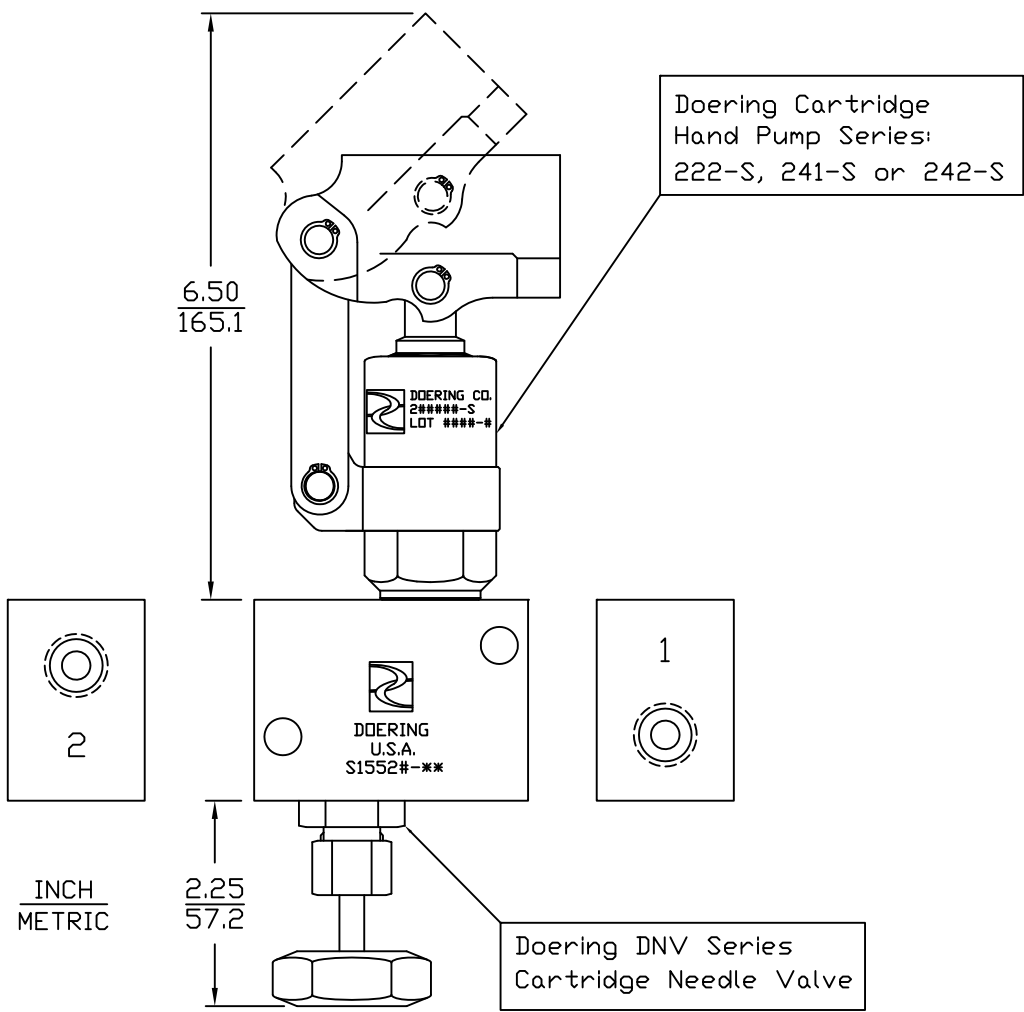 Doering Cartridge
Hand Pump Series:
222-S, 241-S or 242-S
6.50
165.1
DOERING CO.
2#####-S
LOT ####-#
1
2
DOERING
U.S.A.
S1552#-**
INCH
METRIC
2.25
57.2
Doering DNV Series
Cartridge Needle Valve